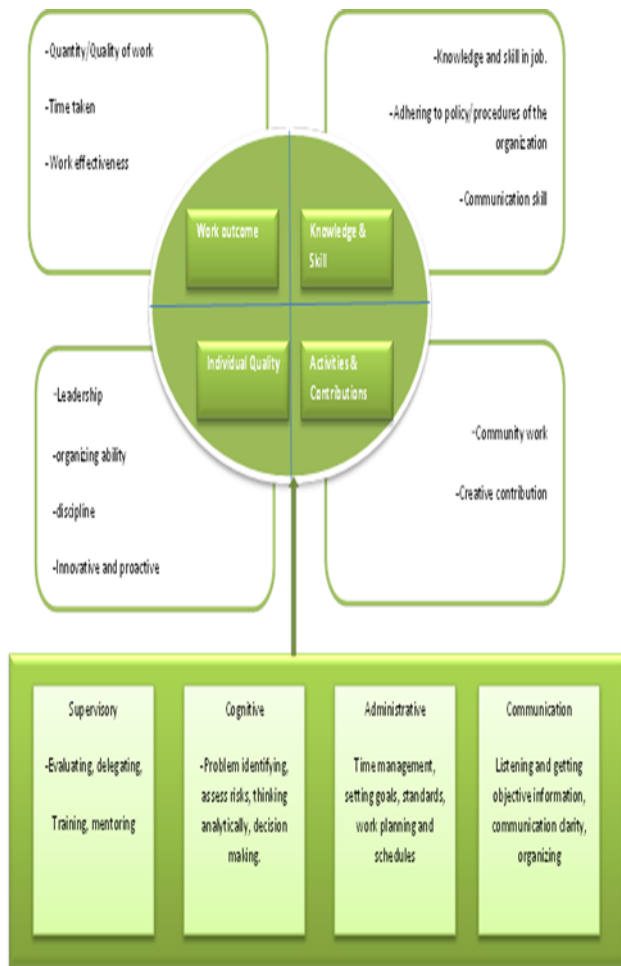 -Quantity/Quality of work
-Time taken
-Work effectiveness
-Knowledge and skill in job.
-Adhering to policy/procedures of the
organization
-Communication skill
Work outcome
Knowledge &
Skill
Individual Quality
Activities &
Contributions
-Leadership
-organizing ability
-discipline
-Innovative and proactive
-Community work
-Creative contribution
Supervisory
-Evaluating, delegating,
Training, mentoring
Cognitive
-Problem identifying,
assess risks, thinking
analytically, decision
making.
Administrative
Time management,
setting goals, standards,
work planning and
schedules
Communication
Listening and getting
objective information,
communication clarity,
organizing